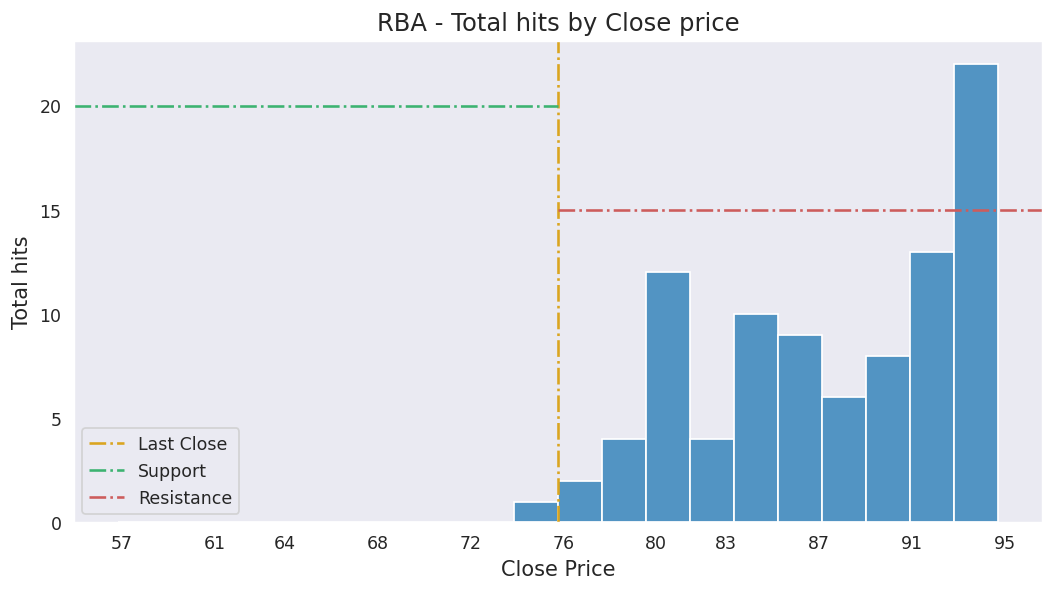 RBA - Total hits by Close price
Total hits
20
15
10
5
0
Last Close
Support
Resistance
57 61 64 68 72 76 80 83 87 91 95
Close Price